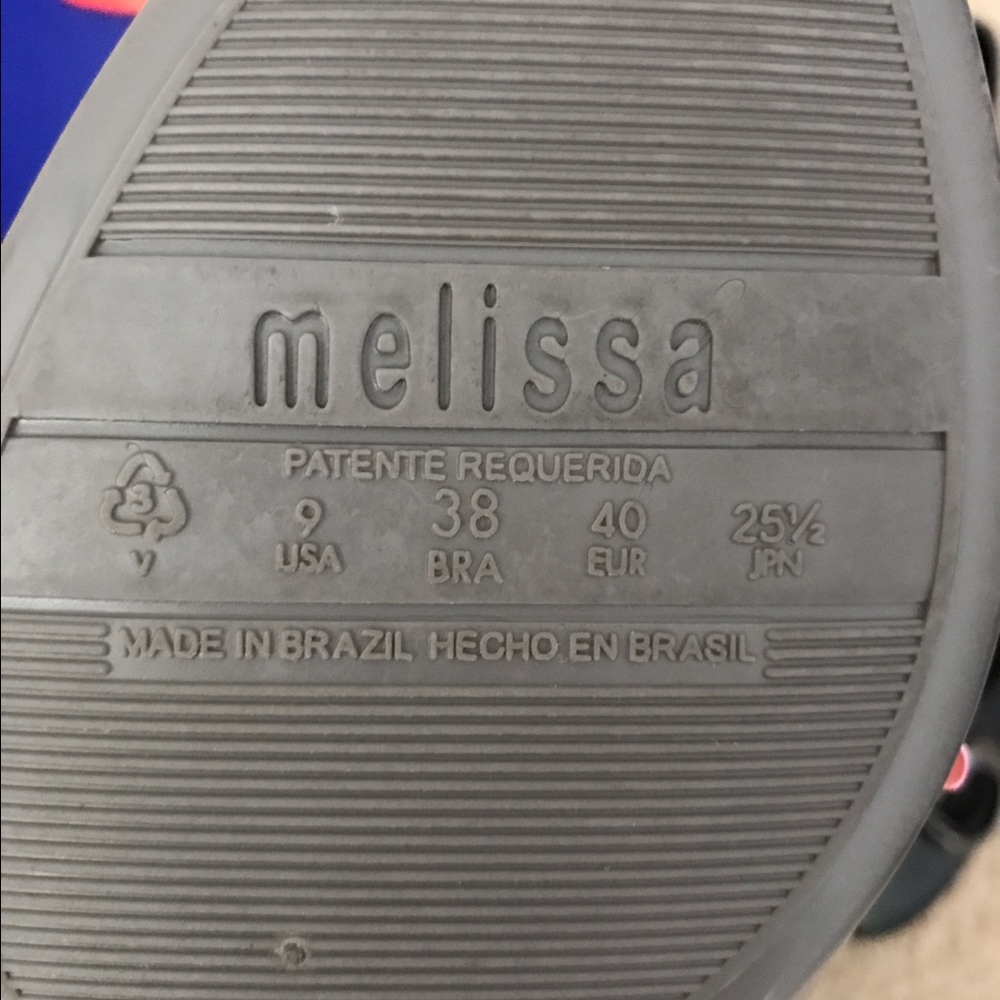 melissa
PATENTE REQUERIDA
3 9 38 40 25½
V USA BRA EUR JPN
MADE IN BRAZIL HECHO EN BRASIL